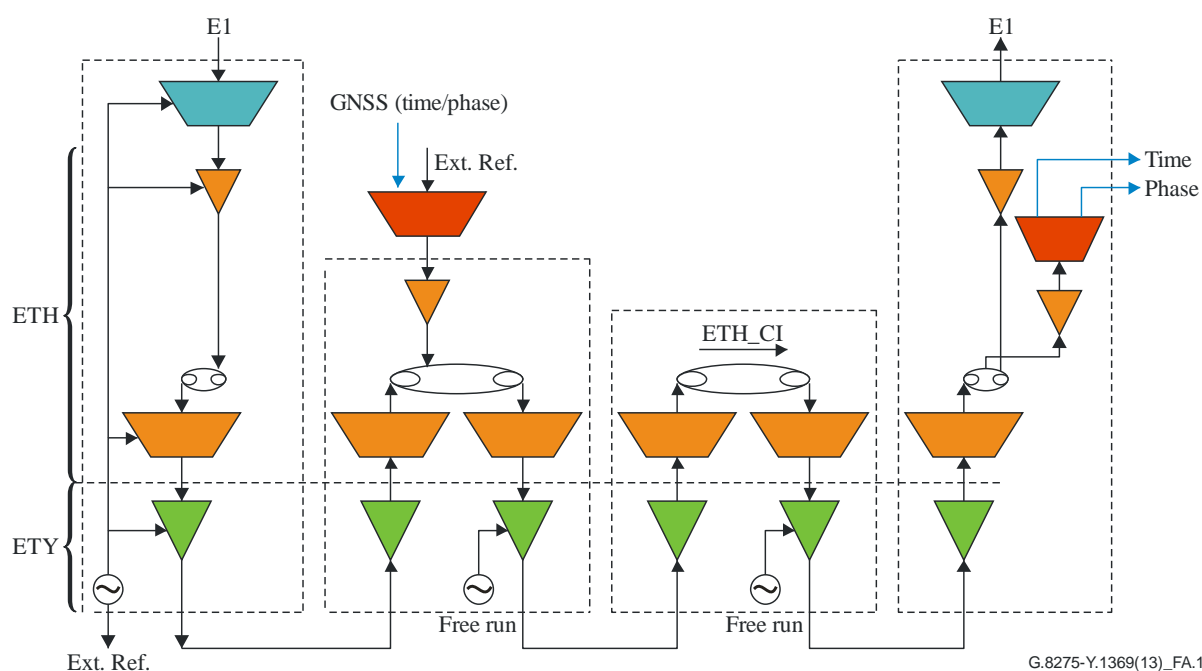 E1
E1
GNSS (time/phase)
Ext. Ref.
Time
Phase
ETH
ETH_CI
ETY
Free run
Free run
Ext. Ref.
G.8275-Y.1369(13)_FA.1